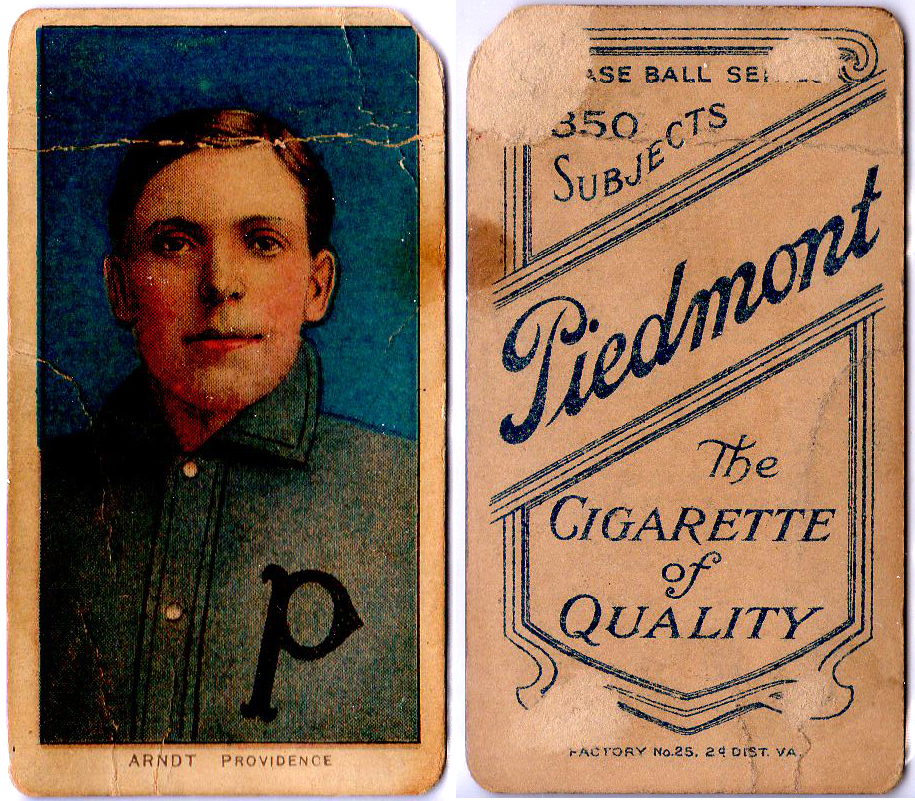 P
ARNDT PROVIDENCE
ASE BALL SE
350
SUBJECTS
Piedmont
The
CIGARETTE
of
QUALITY
FACTORY No. 25, 2d DIST. VA.